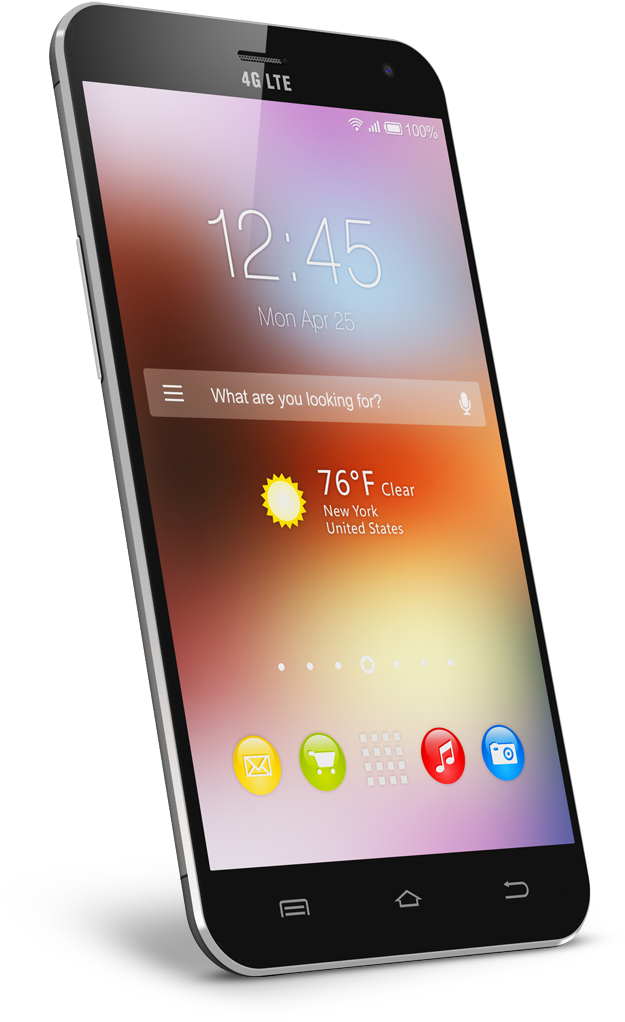 4G LTE
100%
12:45
Mon Apr 25
What are you looking for?
76°F Clear
New York
United States